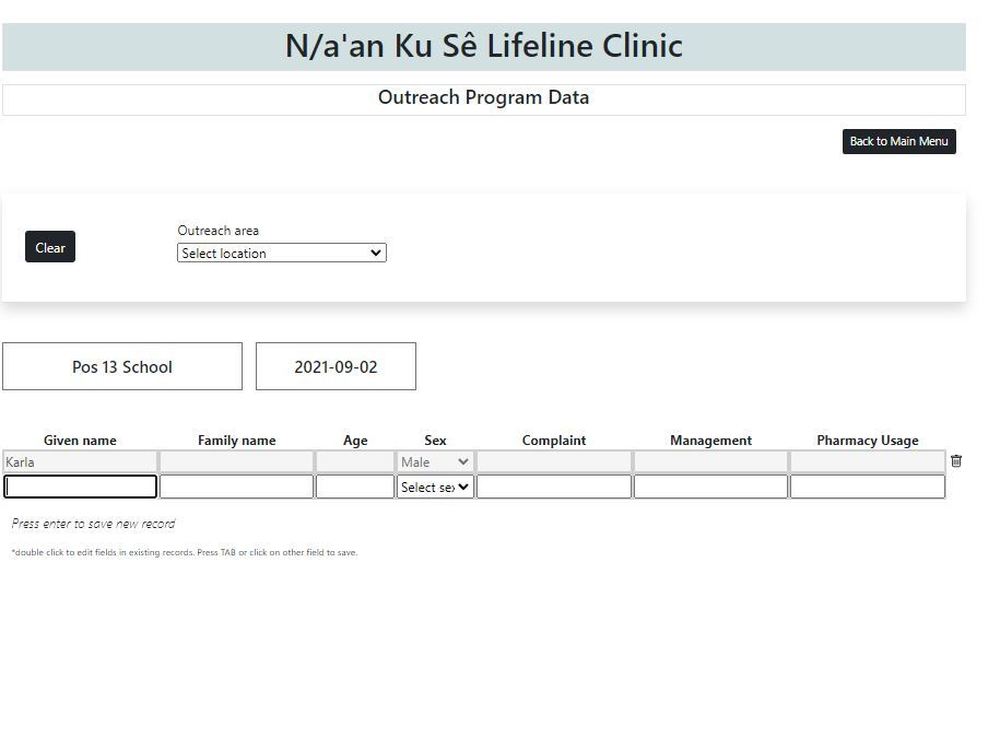 N/a'an Ku Sê Lifeline Clinic
Outreach Program Data
Back to Main Menu
Clear
Outreach area
Select location
Pos 13 School 2021-09-02
Given name Family name Age Sex Complaint Management Pharmacy Usage
Karla Male
Select sex
Press enter to save new record
*double click to edit fields in existing records. Press TAB or click on other field to save.